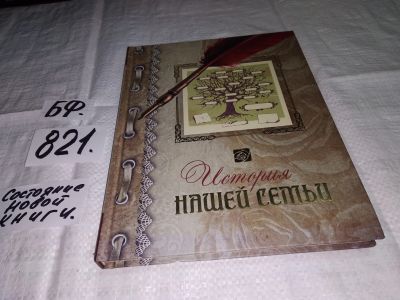 БФ.
821.
Состояние
новой
книги.
История
НАШЕЙ СЕМЬИ